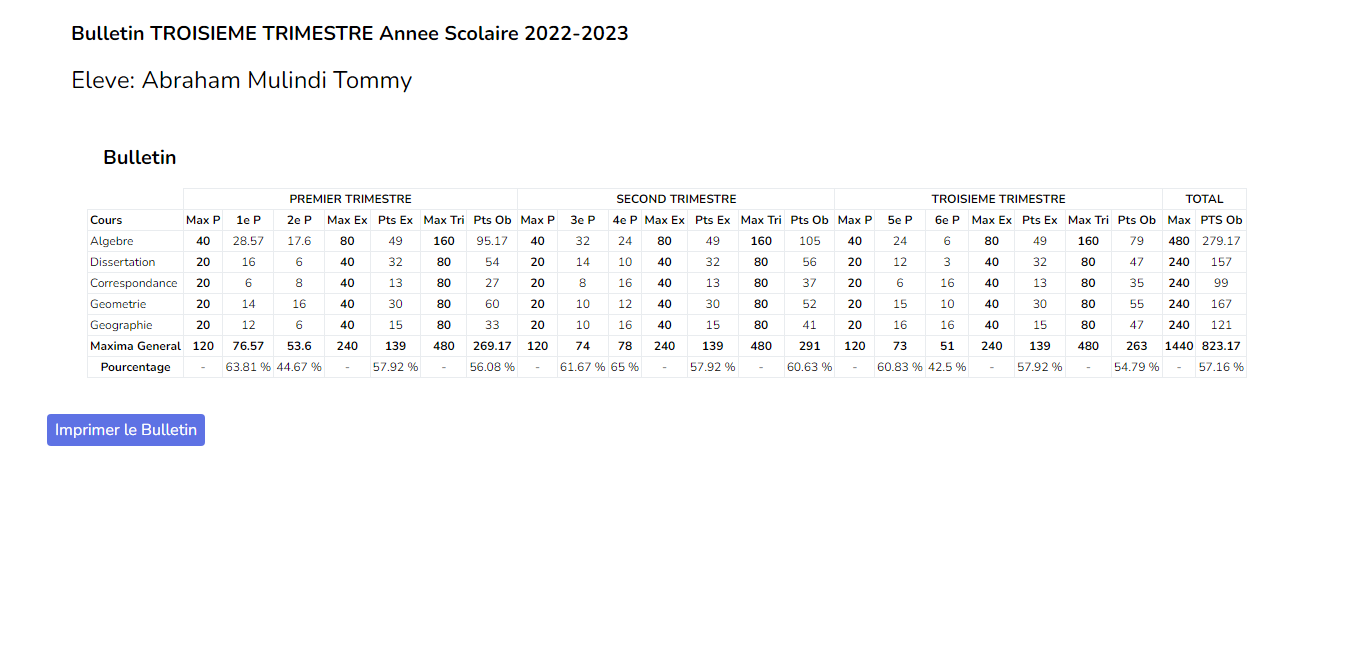 Bulletin TROISIEME TRIMESTRE Annee Scolaire 2022-2023
Eleve: Abraham Mulindi Tommy
Bulletin
PREMIER TRIMESTRE SECOND TRIMESTRE TROISIEME TRIMESTRE TOTAL
Cours Max P 1e P 2e P Max Ex Pts Ex Max Tri Pts Ob Max P 3e P 4e P Max Ex Pts Ex Max Tri Pts Ob Max P 5e P 6e P Max Ex Pts Ex Max Tri Pts Ob Max PTS Ob
Algebre 40 28.57 17.6 80 49 160 95.17 40 32 24 80 49 160 105 40 24 6 80 49 160 79 480 279.17
Dissertation 20 16 6 40 32 80 54 20 14 10 40 32 80 56 20 12 3 40 32 80 47 240 157
Correspondance 20 6 8 40 13 80 27 20 8 16 40 13 80 37 20 6 16 40 13 80 35 240 99
Geometrie 20 14 16 40 30 80 60 20 10 12 40 30 80 52 20 15 10 40 30 80 55 240 167
Geographie 20 12 6 40 15 80 33 20 10 16 40 15 80 41 20 16 16 40 15 80 47 240 121
Maxima General 120 76.57 53.6 240 139 480 269.17 120 74 78 240 139 480 291 120 73 51 240 139 480 263 1440 823.17
Pourcentage - 63.81 % 44.67 % - 57.92 % - 56.08 % - 61.67 % 65 % - 57.92 % - 60.63 % - 60.83 % 42.5 % - 57.92 % - 54.79 % - 57.16 %
Imprimer le Bulletin